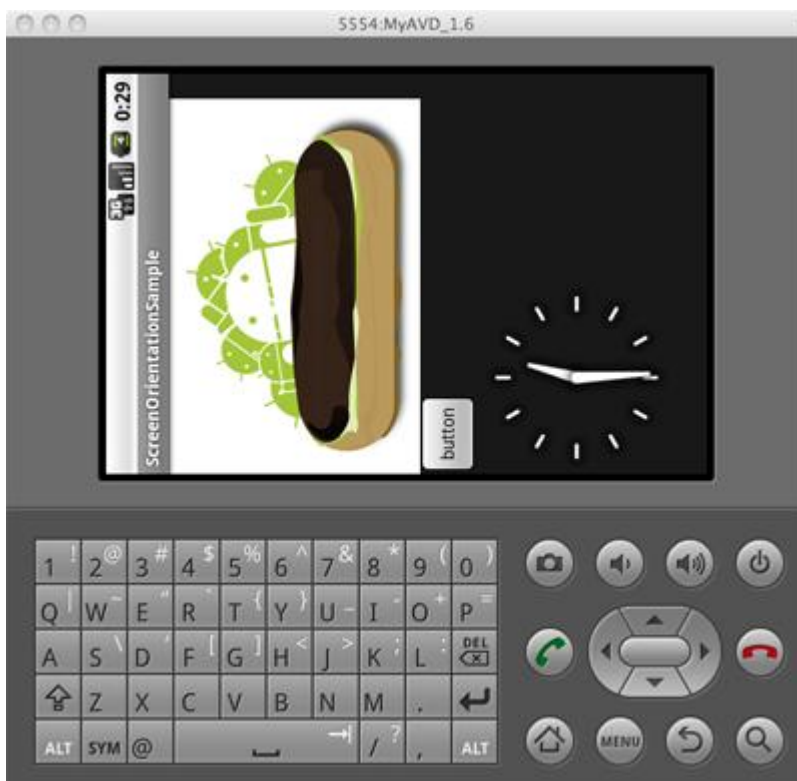 5554:MyAVD_1.6
3G 0:29
ScreenOrientationSample
button
1 ! 2 @ 3 # 4 $ 5 % 6 ^ 7 & 8 * 9 ( 0 )
Q | W ~ E " R ` T { Y } U _ I - O + P =
A S \ D ' F [ G ] H < J > K ; L : DEL
Z X C V B N M .
ALT SYM @ / ? , ALT
MENU